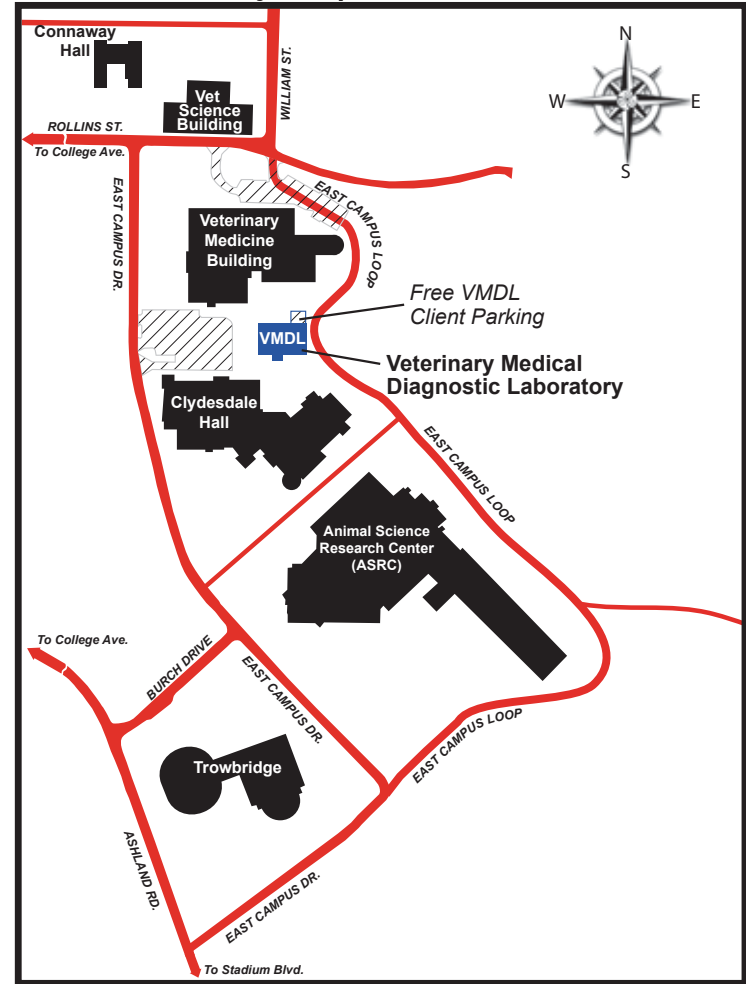 Connaway
Hall
Vet
Science
Building
WILLIAM ST.
N
W
E
S
ROLLINS ST.
To College Ave.
EAST CAMPUS DR.
EAST CAMPUS LOOP
Veterinary
Medicine
Building
Free VMDL
Client Parking
VMDL
Veterinary Medical
Diagnostic Laboratory
Clydesdale
Hall
EAST CAMPUS LOOP
Animal Science
Research Center
(ASRC)
To College Ave.
BURCH DRIVE
EAST CAMPUS DR.
EAST CAMPUS LOOP
Trowbridge
ASHLAND RD.
EAST CAMPUS DR.
To Stadium Blvd.